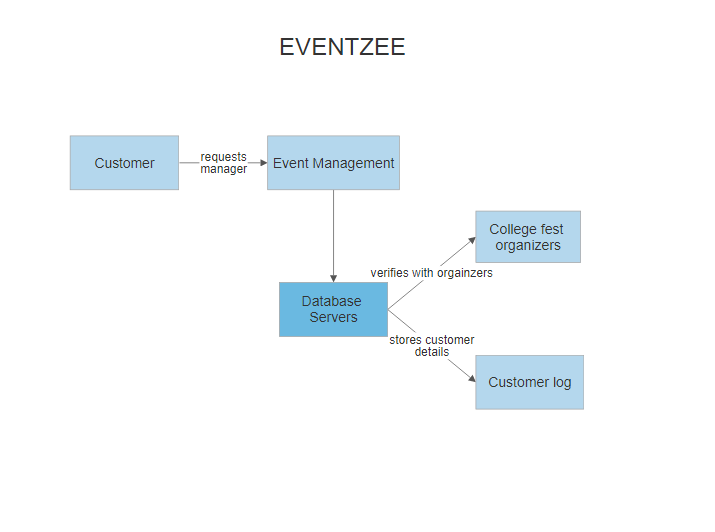 EVENTZEE
Customer
requests
manager
Event Management
College fest
organizers
verifies with orgainzers
Database
Servers
stores customer
details
Customer log